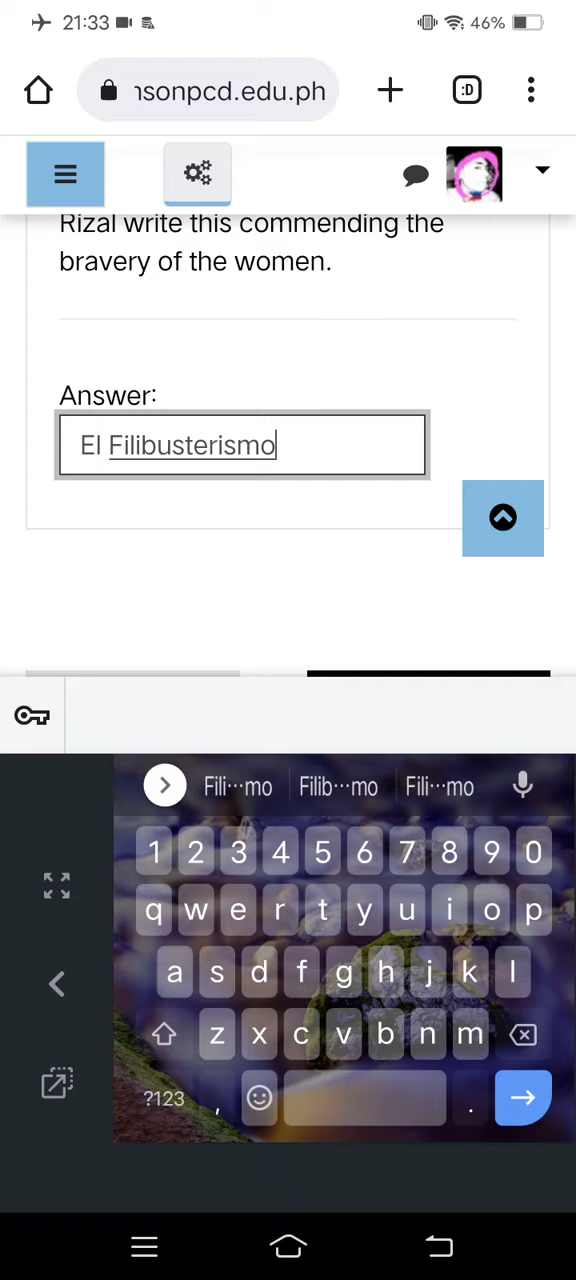 21:33
46%
nsonpcd.edu.ph
:D
Rizal write this commending the
bravery of the women.
Answer:
El Filibusterismo
Fili···mo Filib···mo Fili···mo
1 2 3 4 5 6 7 8 9 0
q w e r t y u i o p
a s d f g h j k l
z x c v b n m
?123 , .